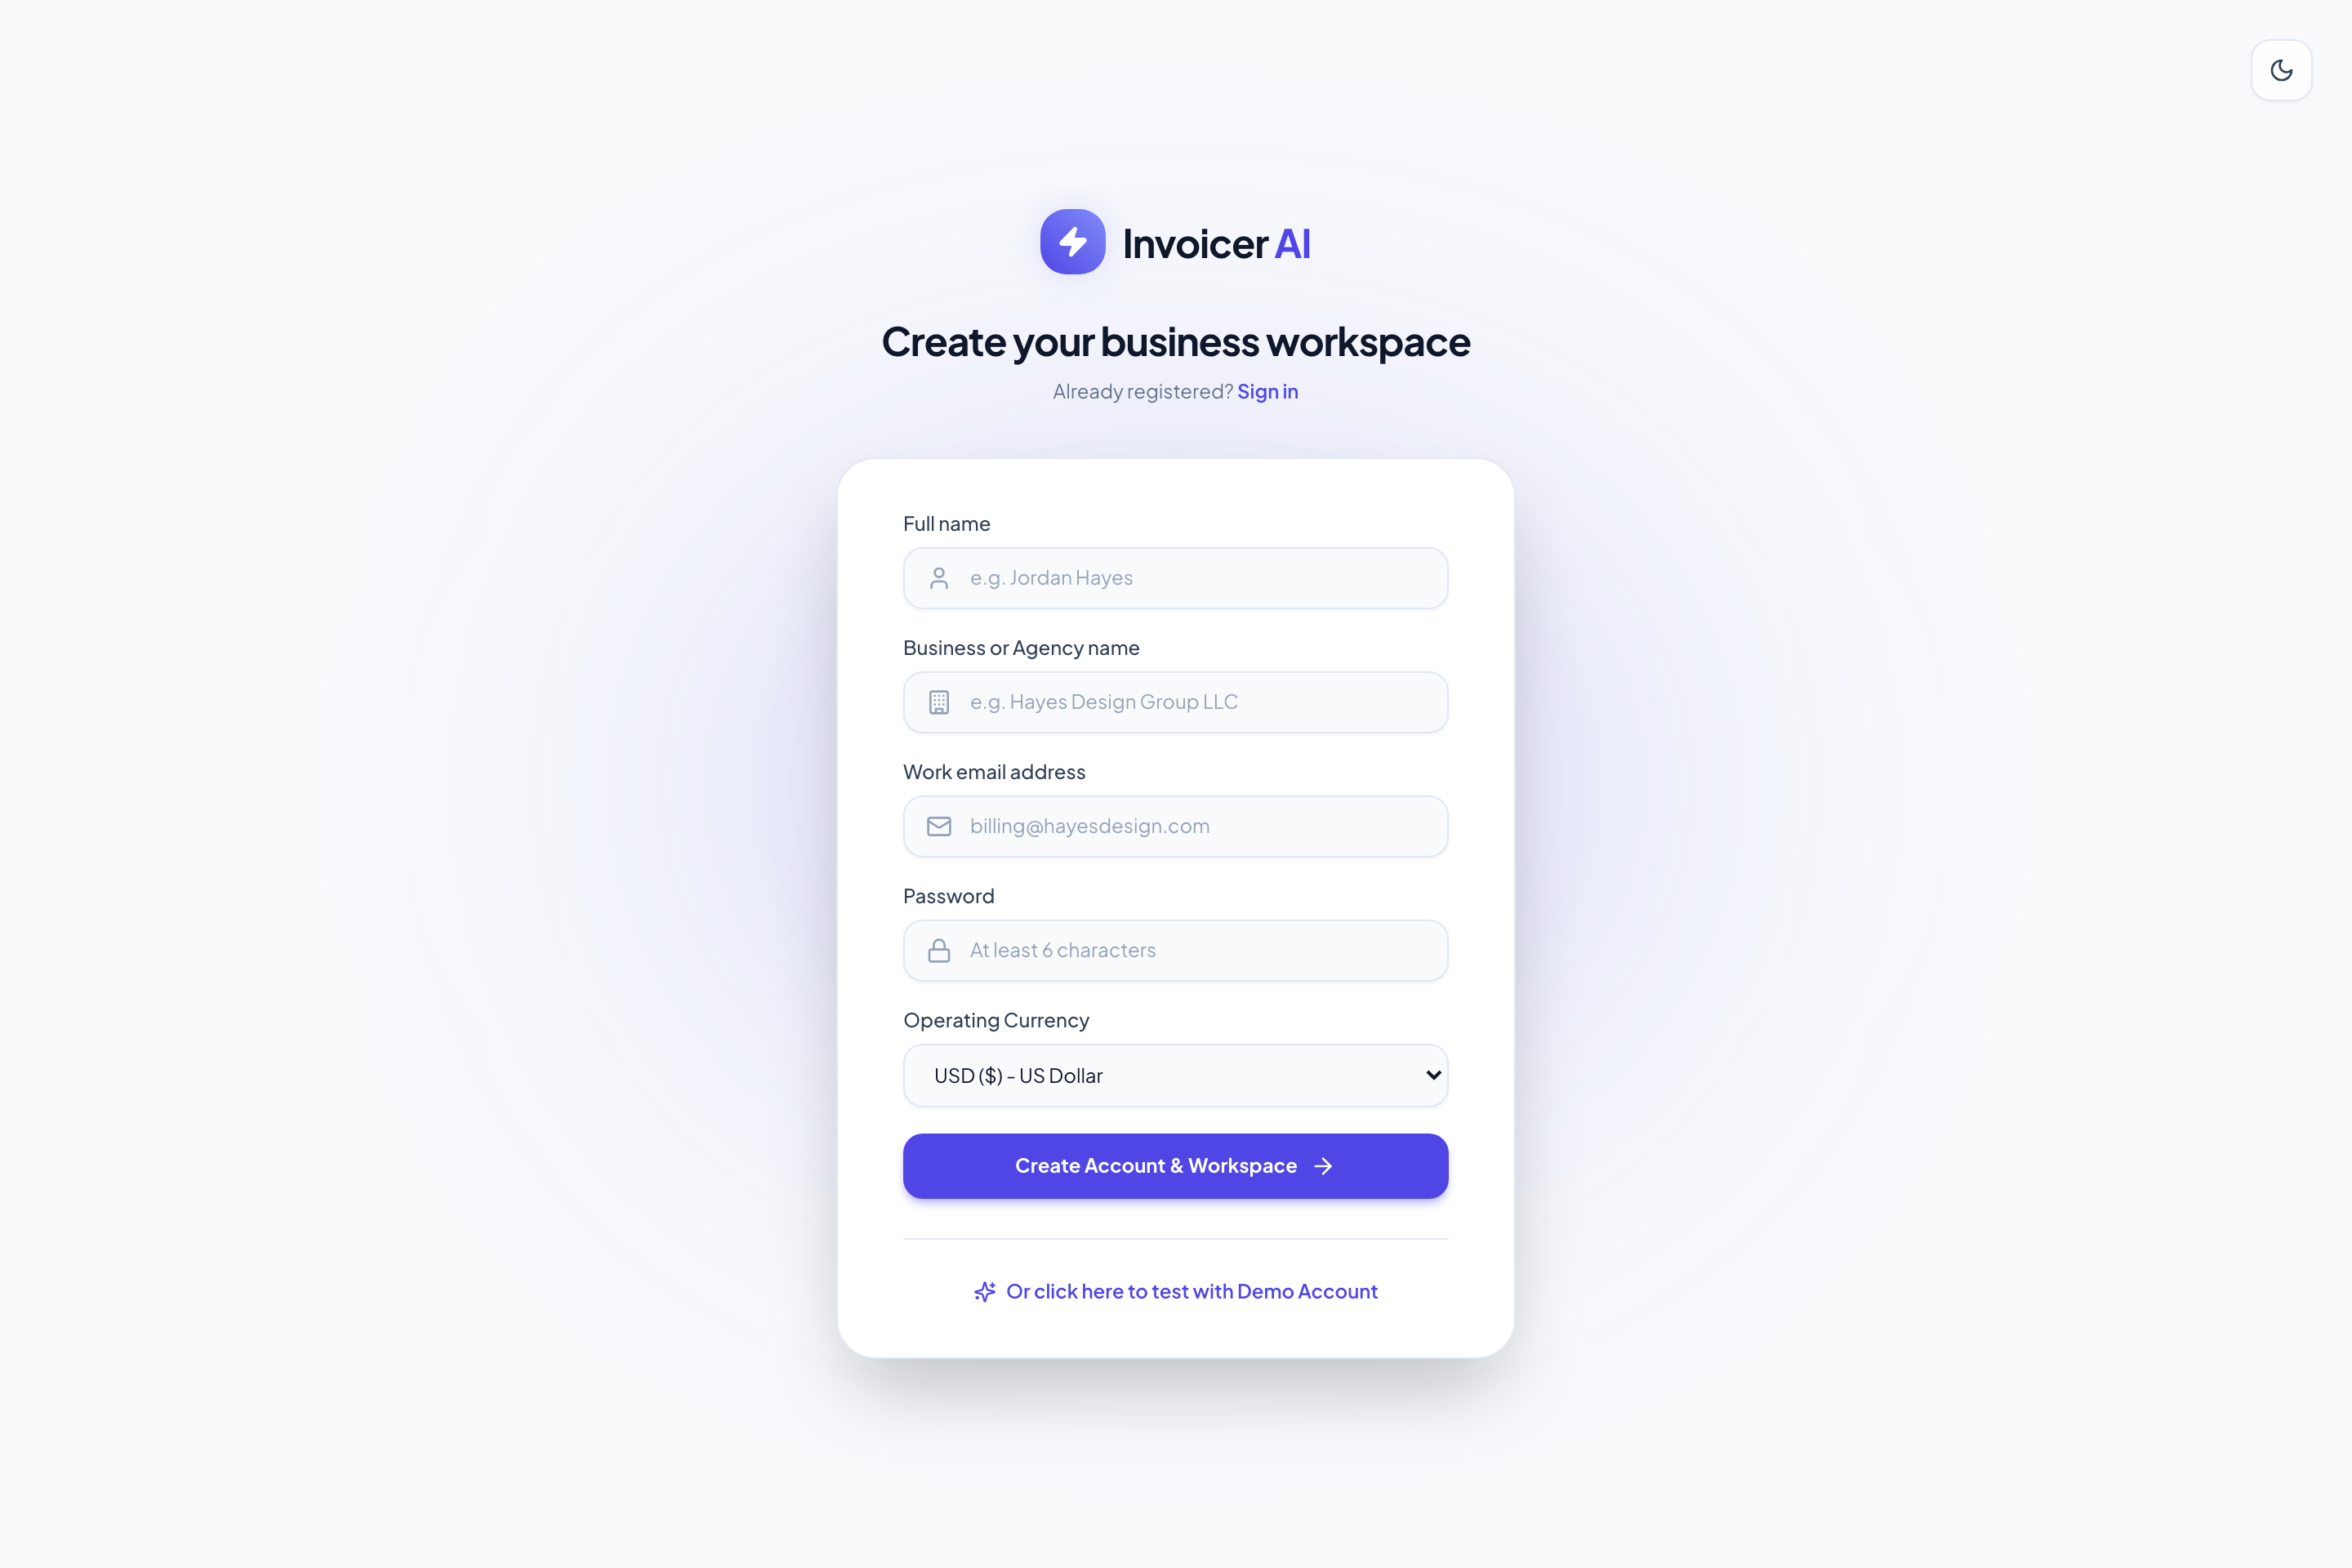 Invoicer AI
Create your business workspace
Already registered? Sign in
Full name
e.g. Jordan Hayes
Business or Agency name
e.g. Hayes Design Group LLC
Work email address
billing@hayesdesign.com
Password
At least 6 characters
Operating Currency
USD ($) - US Dollar
Create Account & Workspace
Or click here to test with Demo Account